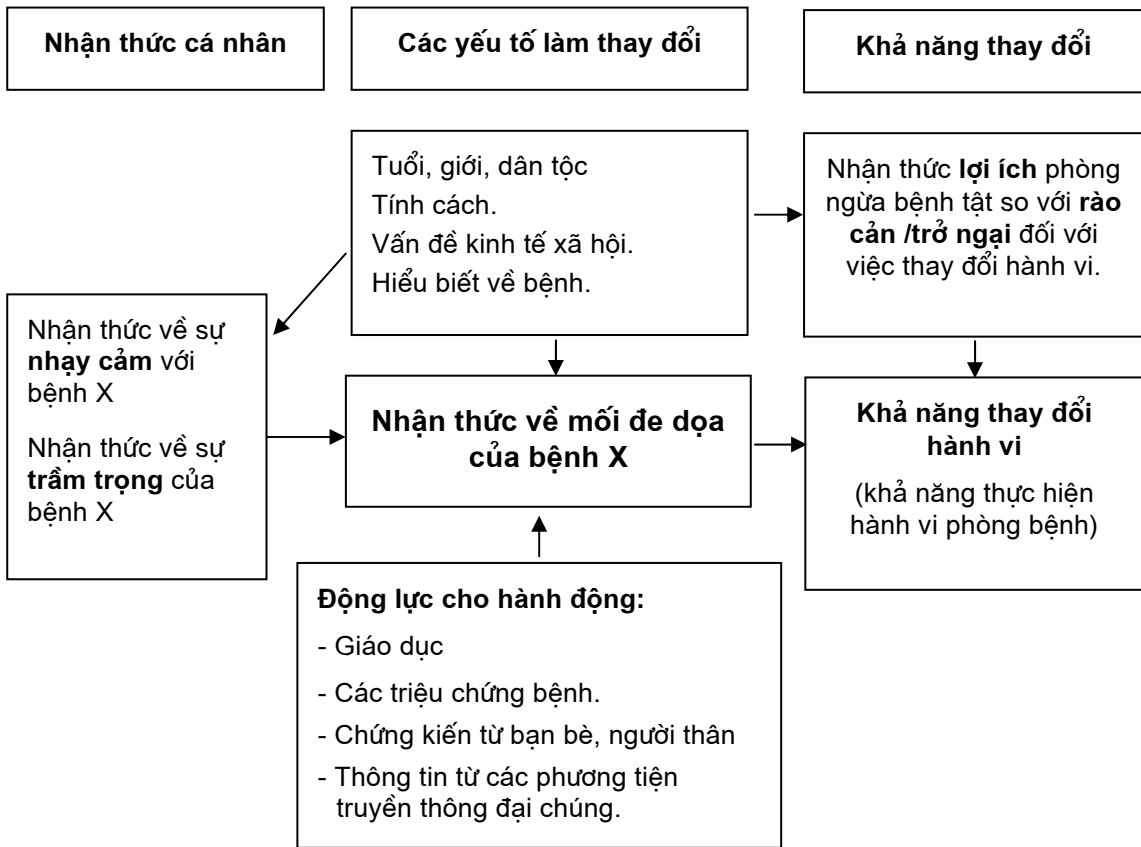 Nhận thức cá nhân
Các yếu tố làm thay đổi
Khả năng thay đổi
Tuổi, giới, dân tộc
Tính cách.
Vấn đề kinh tế xã hội.
Hiểu biết về bệnh.
Nhận thức lợi ích phòng
ngừa bệnh tật so với rào
cản /trở ngại đối với
việc thay đổi hành vi.
Nhận thức về sự
nhạy cảm với
bệnh X
Nhận thức về sự
trầm trọng của
bệnh X
Nhận thức về mối đe dọa
của bệnh X
Khả năng thay đổi
hành vi
(khả năng thực hiện
hành vi phòng bệnh)
Động lực cho hành động:
- Giáo dục
- Các triệu chứng bệnh.
- Chứng kiến từ bạn bè, người thân
- Thông tin từ các phương tiện
truyền thông đại chúng.